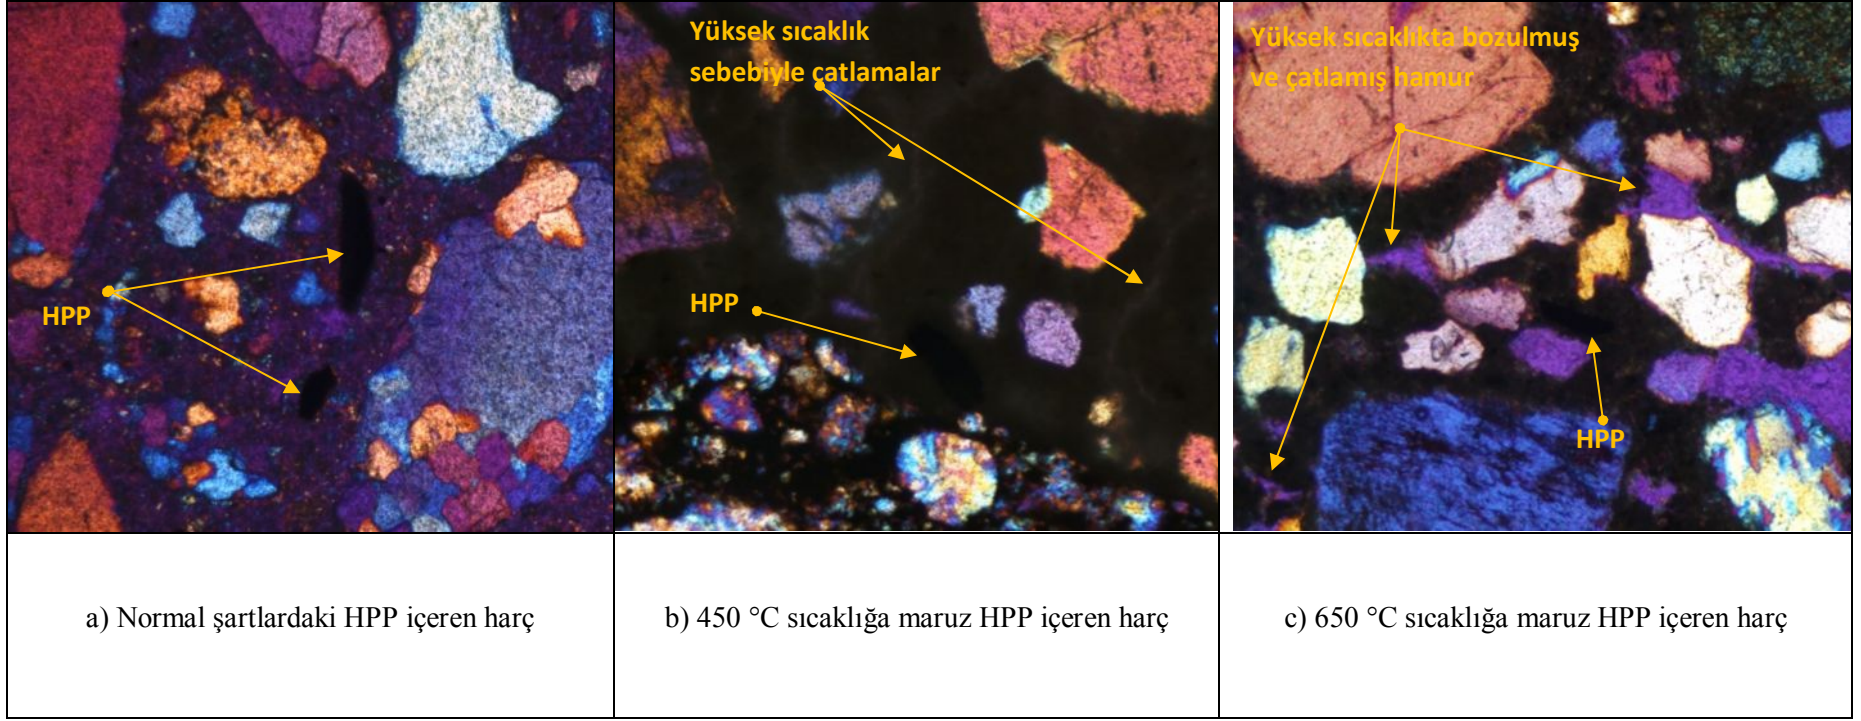 HPP
Yüksek sıcaklık
sebebiyle çatlamalar
HPP
Yüksek sıcaklıkta bozulmuş
ve çatlamış hamur
HPP
a) Normal şartlardaki HPP içeren harç
b) 450 °C sıcaklığa maruz HPP içeren harç
c) 650 °C sıcaklığa maruz HPP içeren harç